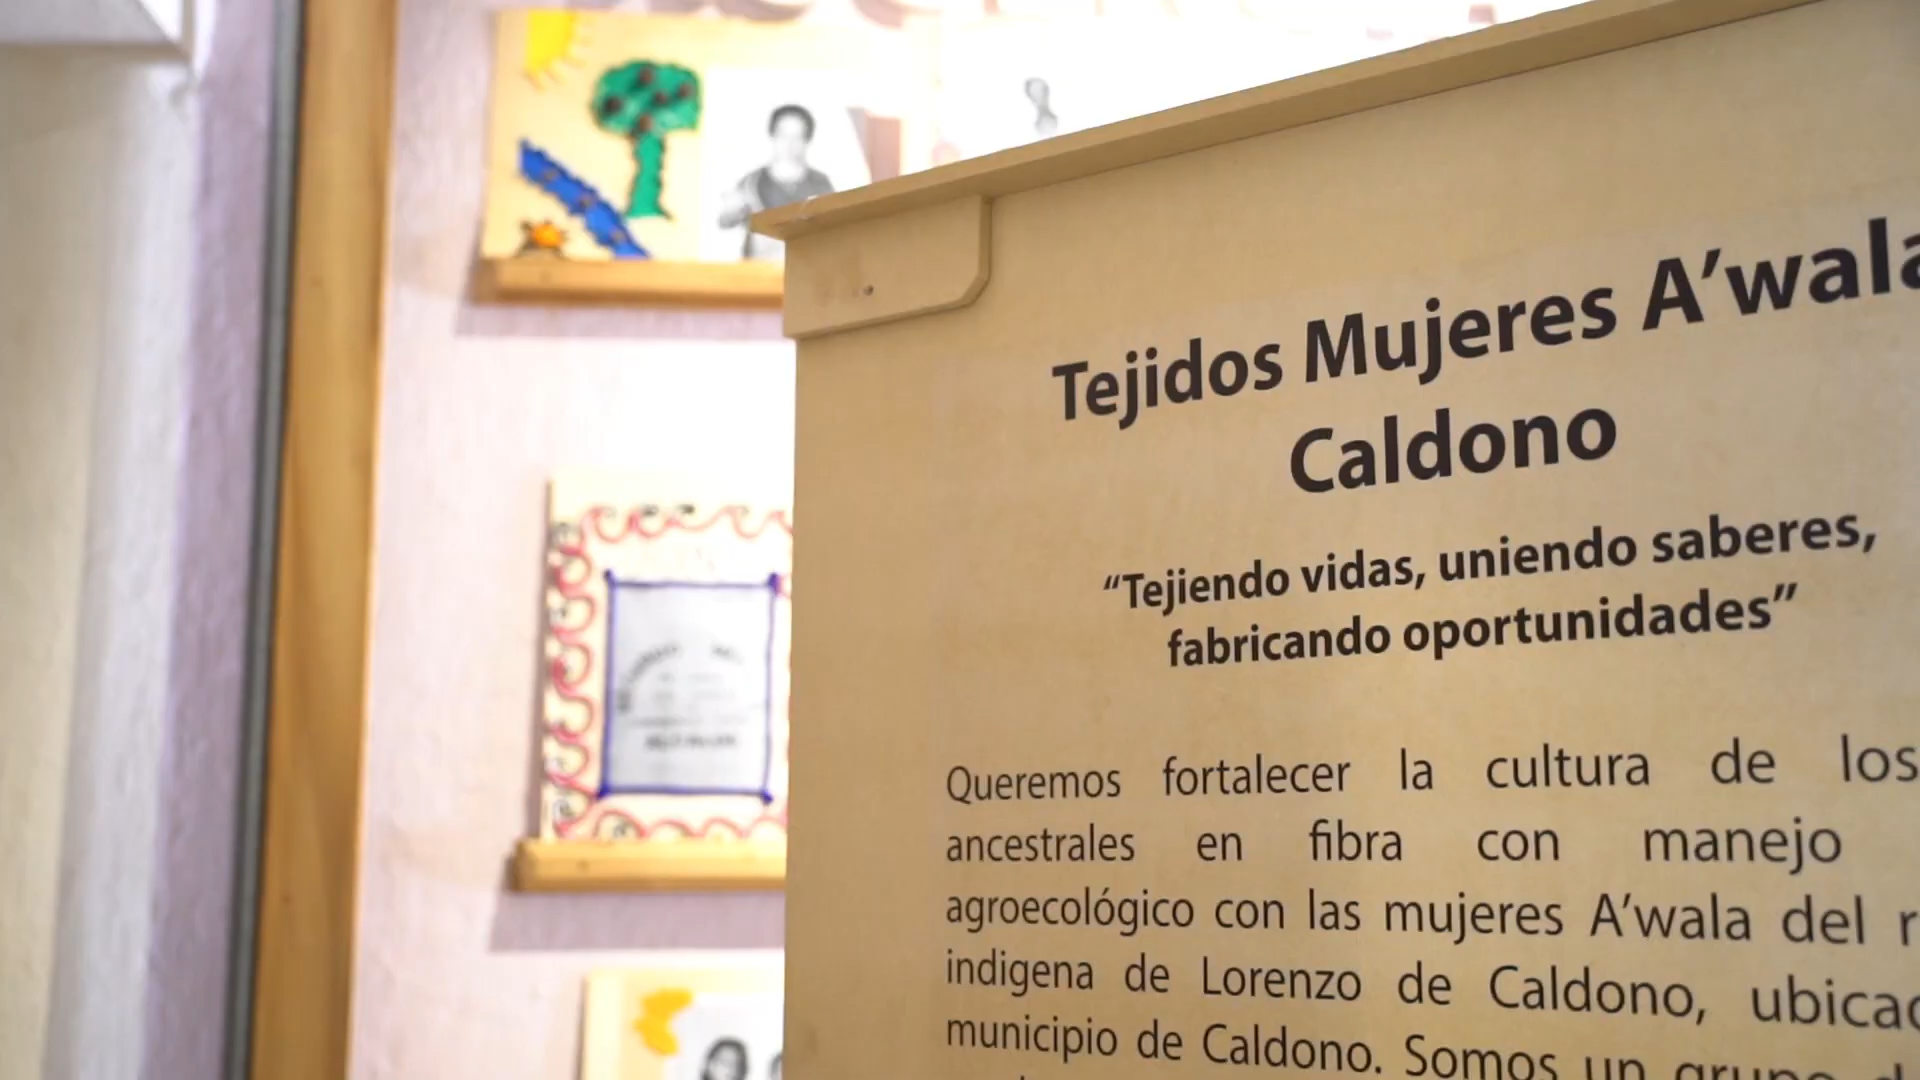 Tejidos Mujeres A’wala
Caldono
“Tejiendo vidas, uniendo saberes,
fabricando oportunidades”
Queremos fortalecer la cultura de los
ancestrales en fibra con manejo
agroecológico con las mujeres A’wala del
indigena de Lorenzo de Caldono,
municipio de Caldono. Somos un grupo